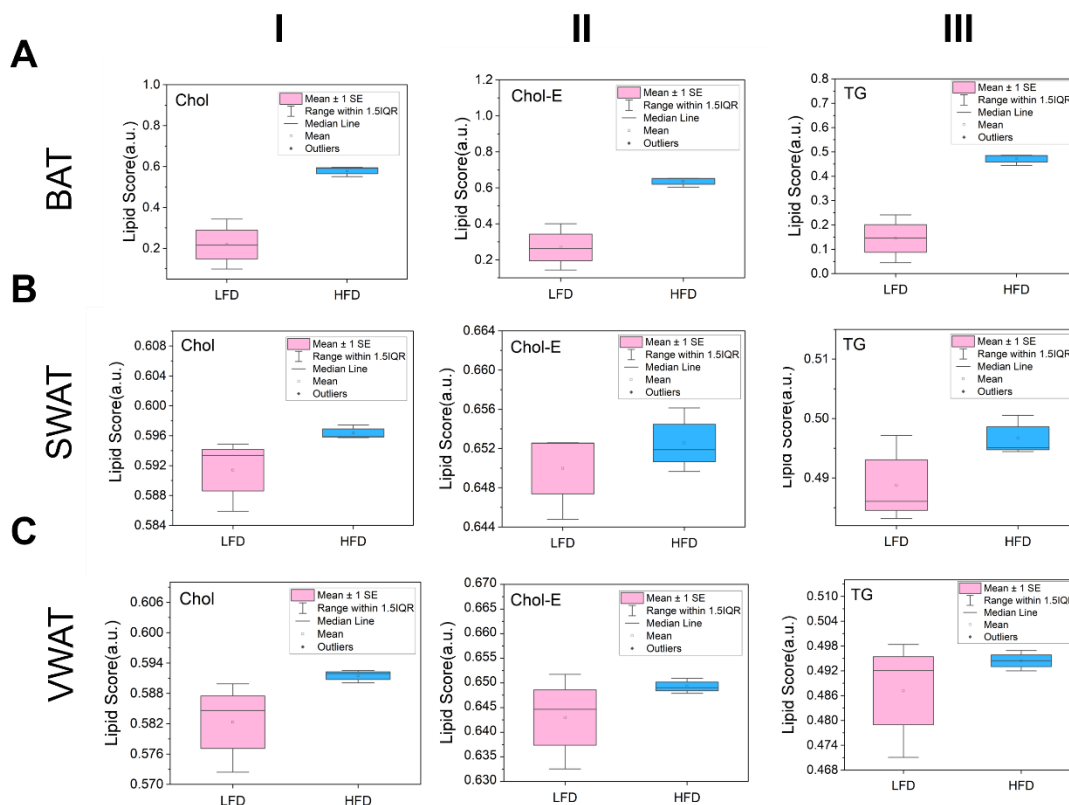 I II III
A
BAT
Lipid Score(a.u.)
1.0
0.8
0.6
0.4
0.2
Chol
Mean ± 1 SE
Range within 1.5IQR
Median Line
Mean
Outliers
LFD HFD
Lipid Score(a.u.)
1.2
1.0
0.8
0.6
0.4
0.2
Chol-E
Mean ± 1 SE
Range within 1.5IQR
Median Line
Mean
Outliers
LFD HFD
Lipid Score(a.u.)
0.8
0.7
0.6
0.5
0.4
0.3
0.2
0.1
0.0
TG
Mean ± 1 SE
Range within 1.5IQR
Median Line
Mean
Outliers
LFD HFD
B
SWAT
Lipid Score(a.u.)
0.608
0.604
0.600
0.596
0.592
0.588
0.584
Chol
Mean ± 1 SE
Range within 1.5IQR
Median Line
Mean
Outliers
LFD HFD
Lipid Score(a.u.)
0.664
0.660
0.656
0.652
0.648
0.644
Chol-E
Mean ± 1 SE
Range within 1.5IQR
Median Line
Mean
Outliers
LFD HFD
Lipid Score(a.u.)
0.51
0.50
0.49
TG
Mean ± 1 SE
Range within 1.5IQR
Median Line
Mean
Outliers
LFD HFD
C
VWAT
Lipid Score(a.u.)
0.606
0.600
0.594
0.588
0.582
0.576
0.570
Chol
Mean ± 1 SE
Range within 1.5IQR
Median Line
Mean
Outliers
LFD HFD
Lipid Score(a.u.)
0.670
0.665
0.660
0.655
0.650
0.645
0.640
0.635
0.630
Chol-E
Mean ± 1 SE
Range within 1.5IQR
Median Line
Mean
Outliers
LFD HFD
Lipid Score(a.u.)
0.510
0.504
0.498
0.492
0.486
0.480
0.474
0.468
TG
Mean ± 1 SE
Range within 1.5IQR
Median Line
Mean
Outliers
LFD HFD